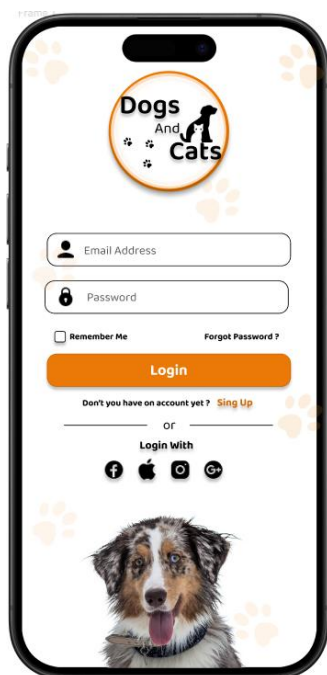 Frame
Dogs
And
Cats
Email Address
Password
Remember Me Forgot Password ?
Login
Don't you have on account yet ? Sing Up
or
Login With
G+